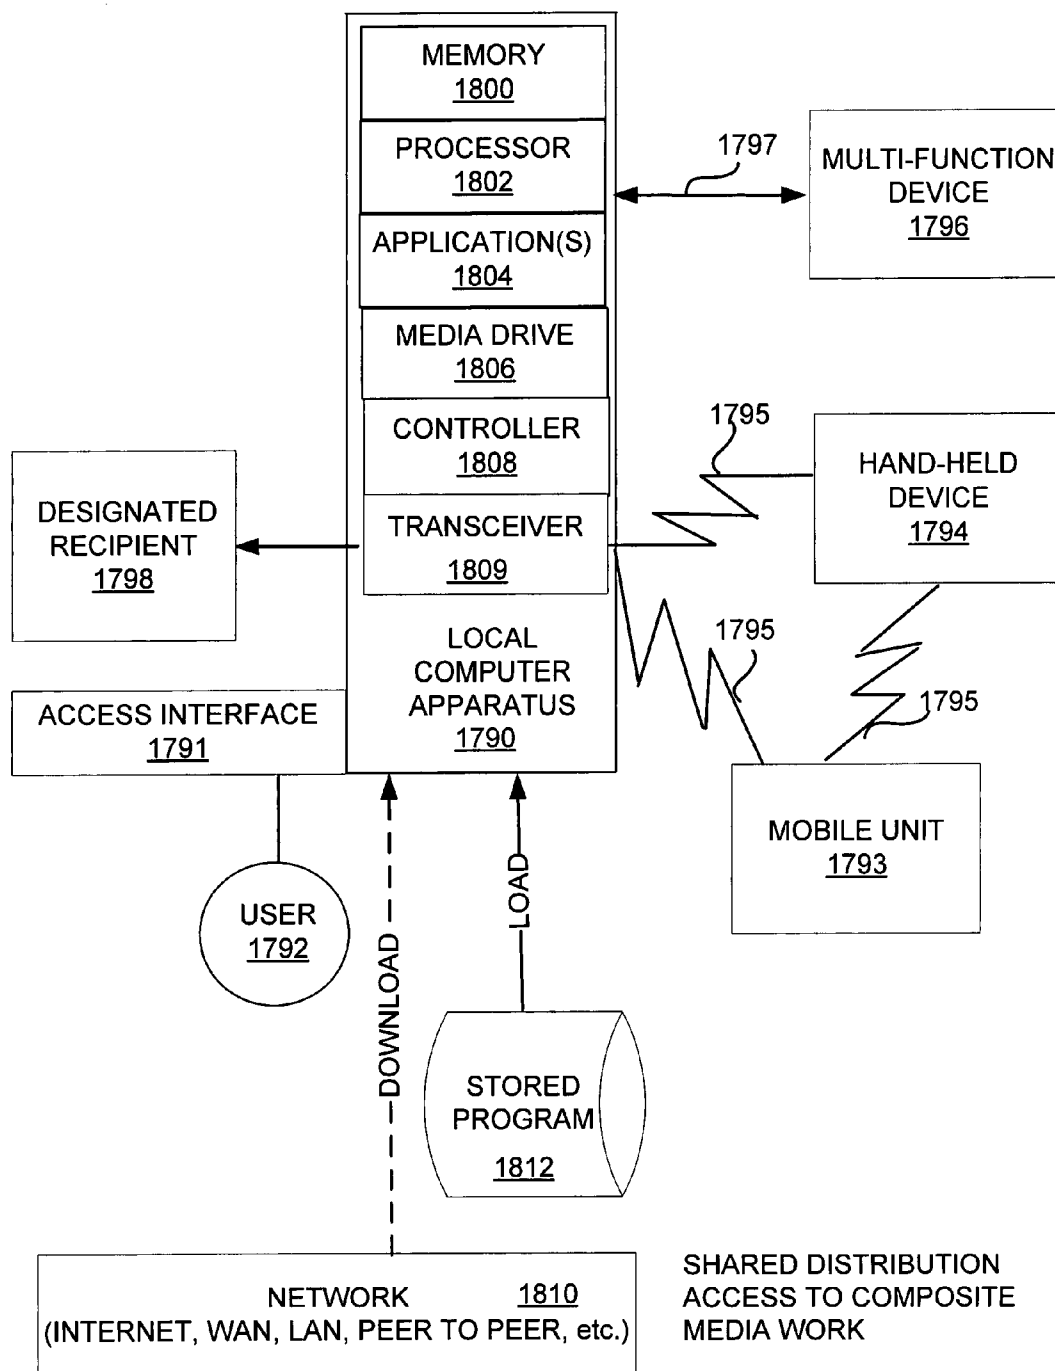 MEMORY
1800
PROCESSOR
1802
APPLICATION(S)
1804
MEDIA DRIVE
1806
CONTROLLER
1808
TRANSCEIVER
1809
LOCAL
COMPUTER
APPARATUS
1790
1797
MULTI-FUNCTION
DEVICE
1796
1795
HAND-HELD
DEVICE
1794
DESIGNATED
RECIPIENT
1798
1795
1795
ACCESS INTERFACE
1791
MOBILE UNIT
1793
USER
1792
DOWNLOAD
LOAD
STORED
PROGRAM
1812
NETWORK 1810
(INTERNET, WAN, LAN, PEER TO PEER, etc.)
SHARED DISTRIBUTION
ACCESS TO COMPOSITE
MEDIA WORK